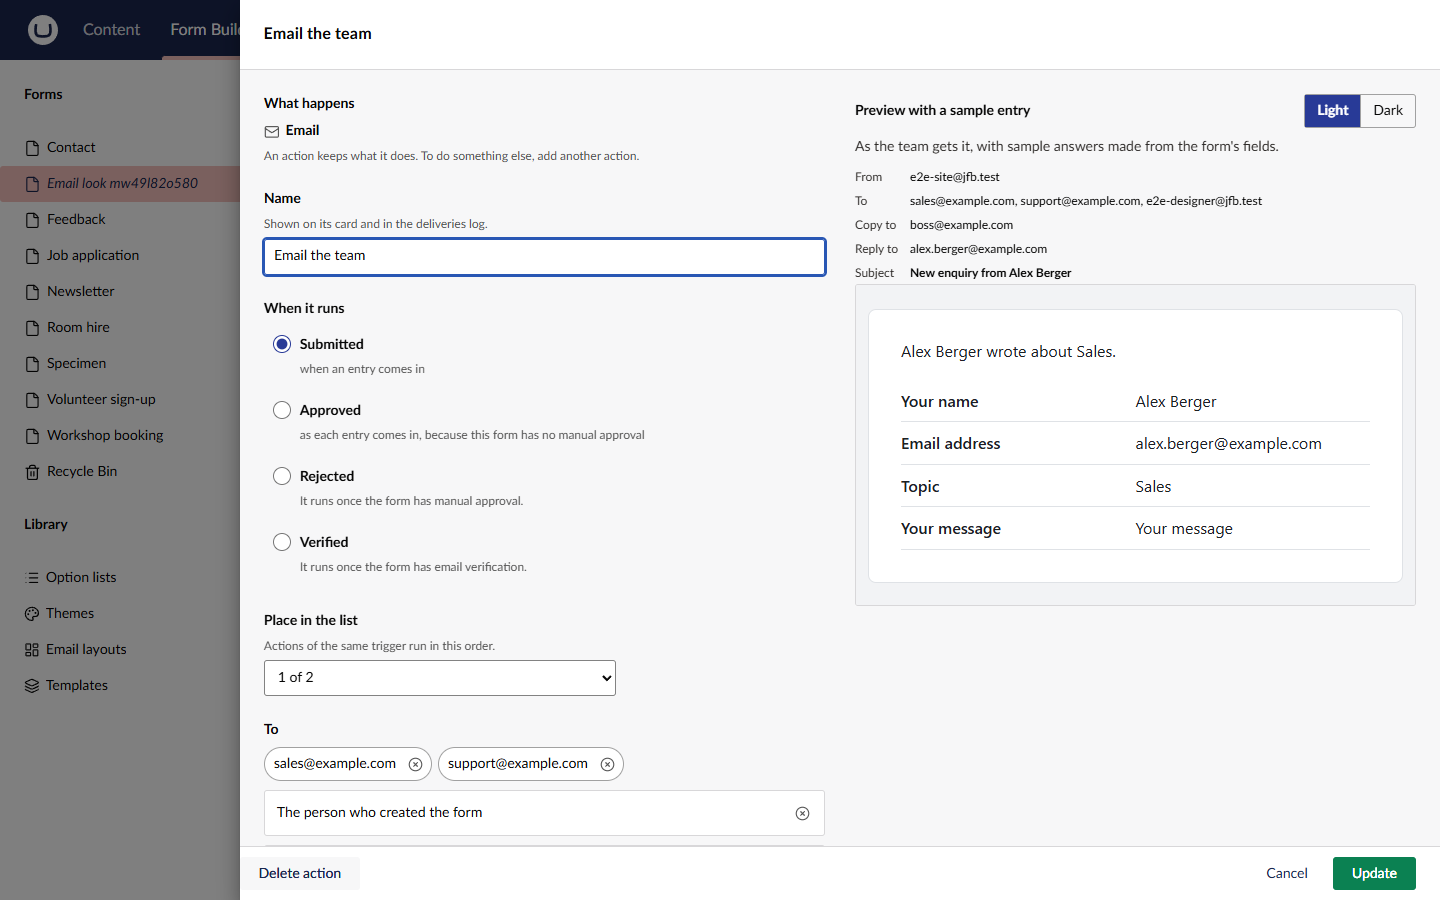 Content
Form Buil
Forms
Contact
Email look mw49l82o580
Feedback
Job application
Newsletter
Room hire
Specimen
Volunteer sign-up
Workshop booking
Recycle Bin
Library
Option lists
Themes
Email layouts
Templates
Email the team
What happens
Email
An action keeps what it does. To do something else, add another action.
Name
Shown on its card and in the deliveries log.
Email the team
When it runs
Submitted
when an entry comes in
Approved
as each entry comes in, because this form has no manual approval
Rejected
It runs once the form has manual approval.
Verified
It runs once the form has email verification.
Place in the list
Actions of the same trigger run in this order.
1 of 2
To
sales@example.com
support@example.com
The person who created the form
Preview with a sample entry
Light
Dark
As the team gets it, with sample answers made from the form's fields.
From e2e-site@jfb.test
To sales@example.com, support@example.com, e2e-designer@jfb.test
Copy to boss@example.com
Reply to alex.berger@example.com
Subject New enquiry from Alex Berger
Alex Berger wrote about Sales.
Your name Alex Berger
Email address alex.berger@example.com
Topic Sales
Your message Your message
Delete action
Cancel
Update